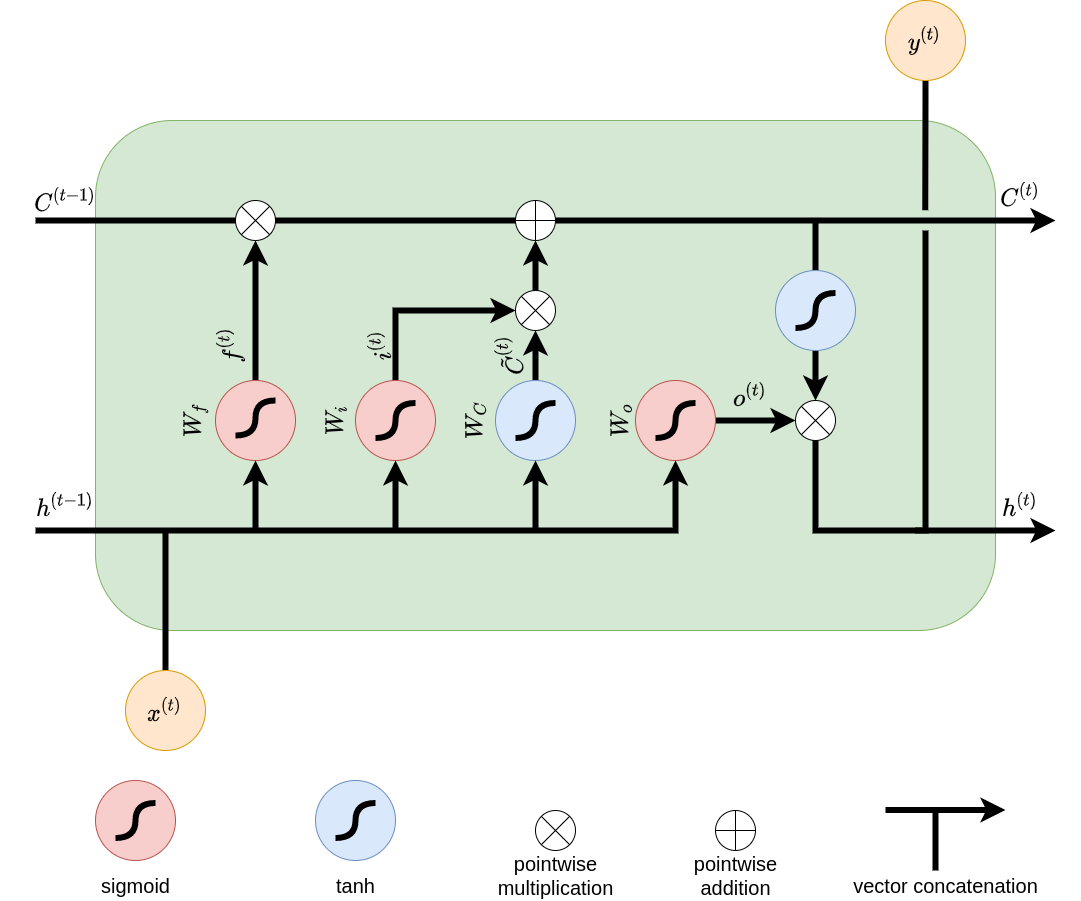 y^{(t)}
C^{(t-1)}
C^{(t)}
f^{(t)}
i^{(t)}
\tilde{C}^{(t)}
o^{(t)}
W_f
W_i
W_C
W_o
h^{(t-1)}
h^{(t)}
x^{(t)}
sigmoid
tanh
pointwise
multiplication
pointwise
addition
vector concatenation